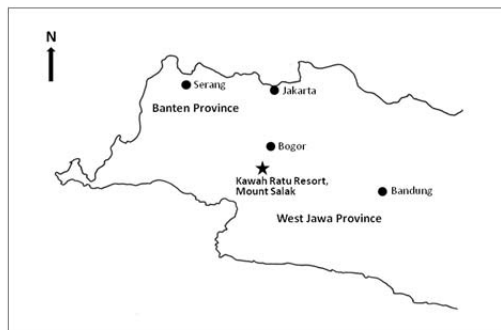 N
Serang
Jakarta
Banten Province
Bogor
Kawah Ratu Resort,
Mount Salak
Bandung
West Jawa Province